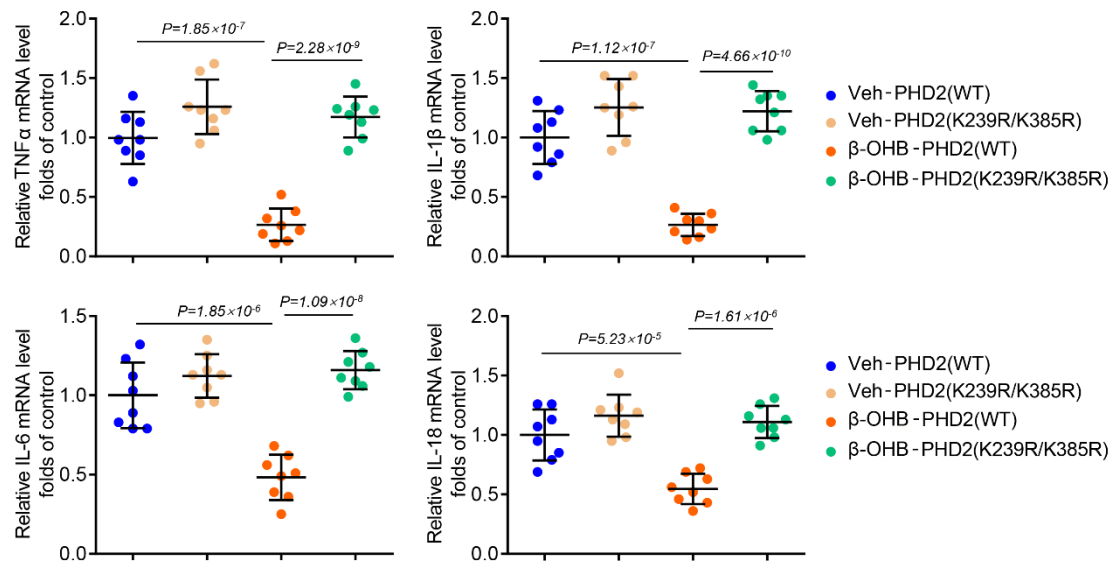 Relative TNFα mRNA level
folds of control
2.0
1.5
1.0
0.5
0.0
P=1.85×10⁻⁷
P=2.28×10⁻⁹
Relative IL-1β mRNA level
folds of control
2.0
1.5
1.0
0.5
0.0
P=1.12×10⁻⁷
P=4.66×10⁻¹⁰
Veh-PHD2(WT)
Veh-PHD2(K239R/K385R)
β-OHB-PHD2(WT)
β-OHB-PHD2(K239R/K385R)
Relative IL-6 mRNA level
folds of control
1.5
1.0
0.5
0.0
P=1.85×10⁻⁶
P=1.09×10⁻⁸
Relative IL-18 mRNA level
folds of control
2.0
1.5
1.0
0.5
0.0
P=5.23×10⁻⁵
P=1.61×10⁻⁶
Veh-PHD2(WT)
Veh-PHD2(K239R/K385R)
β-OHB-PHD2(WT)
β-OHB-PHD2(K239R/K385R)